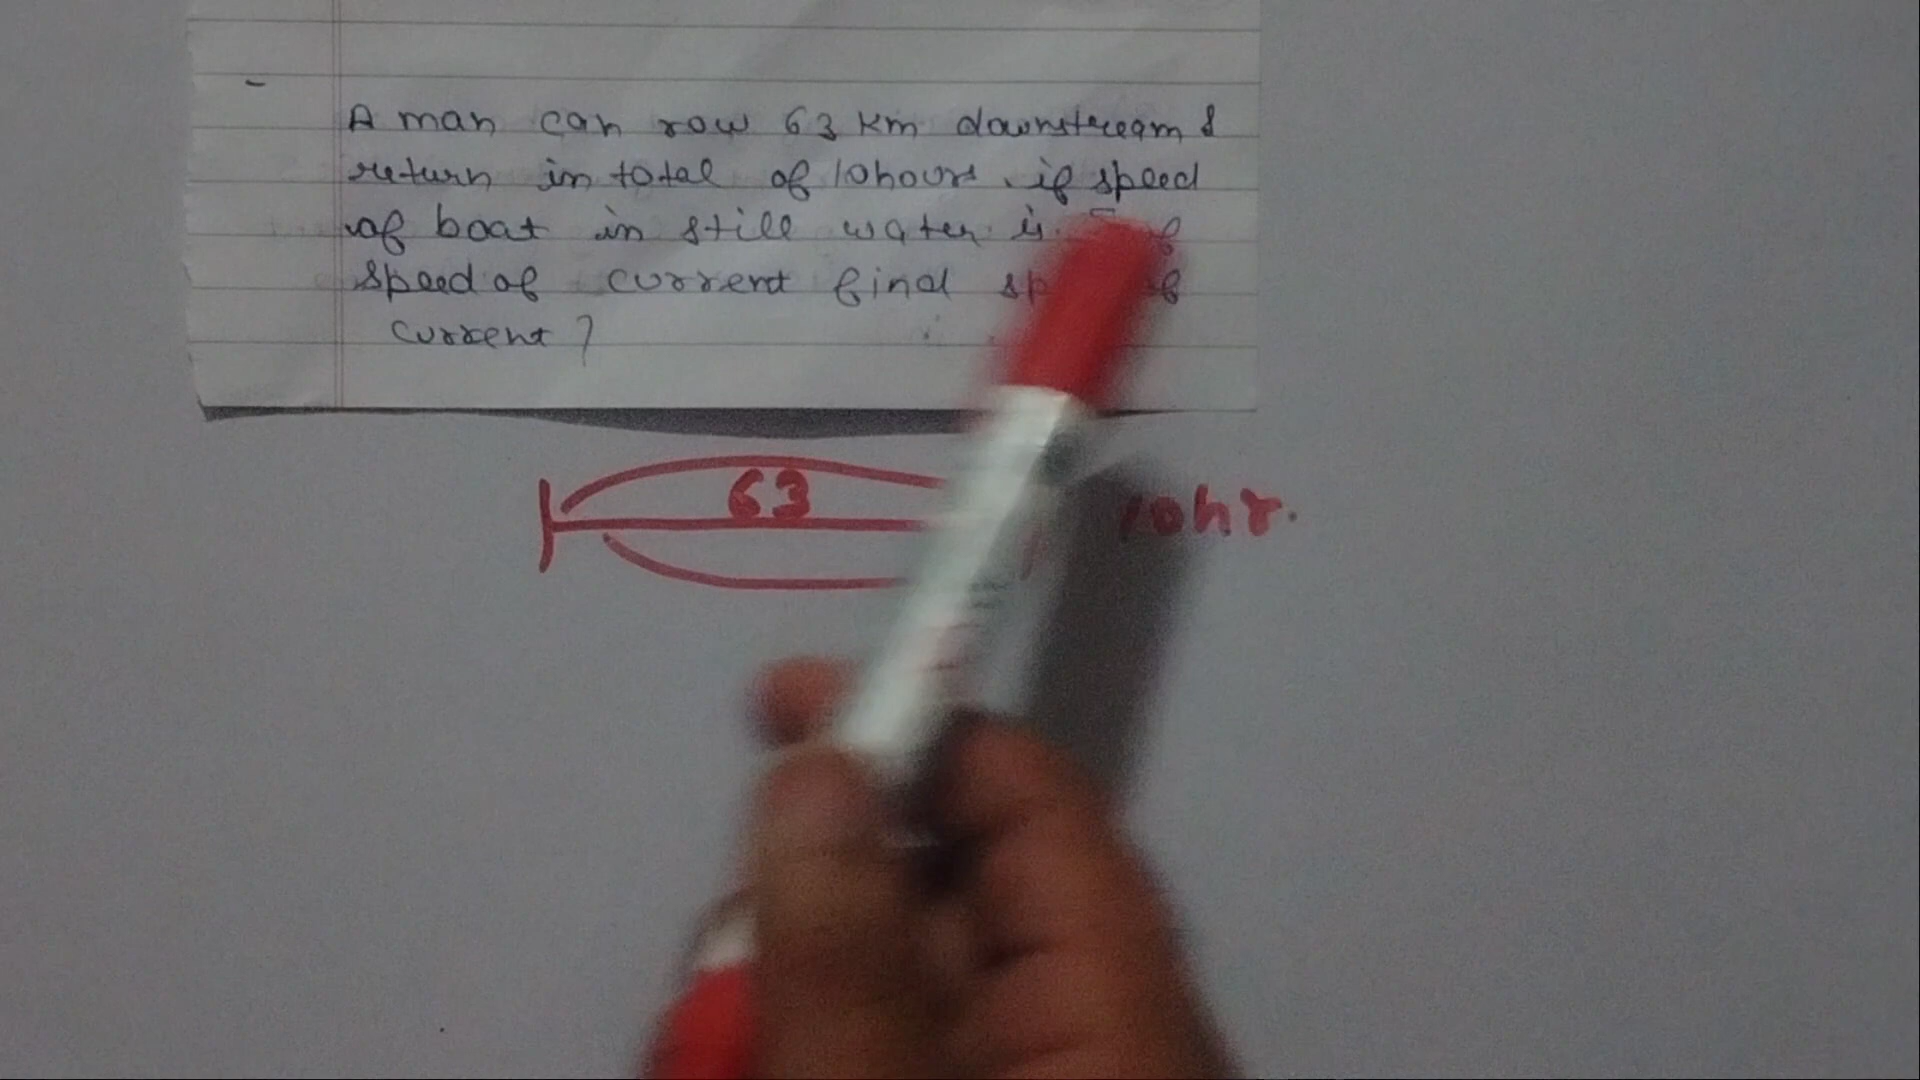 A man can row 63 km downstream &
return in total of 10hours. if speed
of boat in still water is
speed of current find
current?
63
10hr.